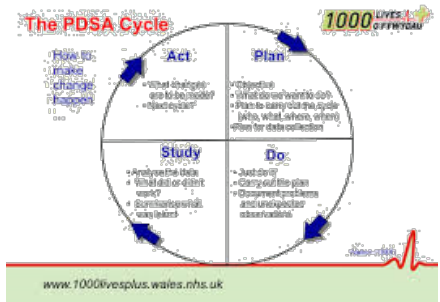 The PDSA Cycle
1000 LIVES
O FYWYDAU
How to
make
change
happen
...
Act
• What changes
are to be made?
• Next cycle?
Plan
• Objective
• What do we want to do?
• Plan to carry out the cycle
(who, what, where, when)
• Plan for data collection
Study
• Analyse the data
• What did or didn't
work?
• Summarise what
was learnt
Do
• Just do it!
• Carry out the plan
• Document problems
and unexpected
observations
www.1000livesplus.wales.nhs.uk